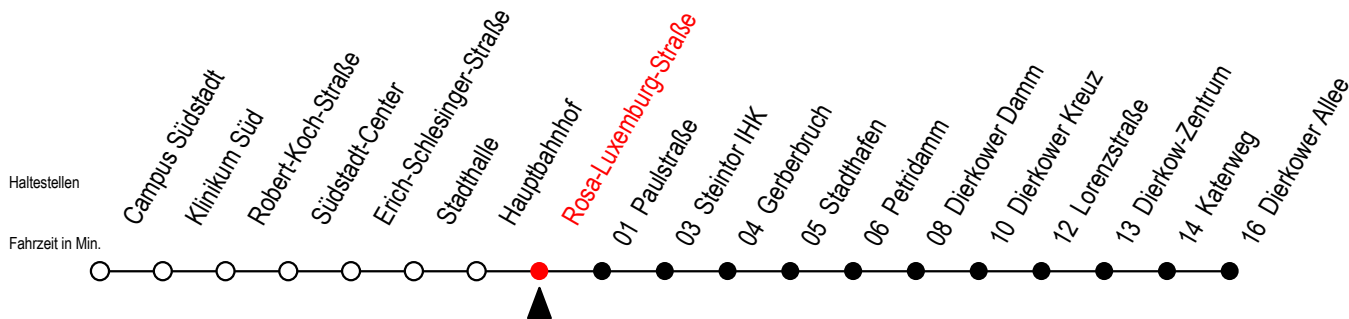 Haltestellen
Fahrzeit in Min.
Campus Südstadt
Klinikum Süd
Robert-Koch-Straße
Südstadt-Center
Erich-Schlesinger-Straße
Stadthalle
Hauptbahnhof
Rosa-Luxemburg-Straße
01 Paulstraße
03 Steintor IHK
04 Gerberbruch
05 Stadthafen
06 Petridamm
08 Dierkower Damm
10 Dierkower Kreuz
12 Lorenzstraße
13 Dierkow-Zentrum
14 Katenweg
16 Dierkower Allee